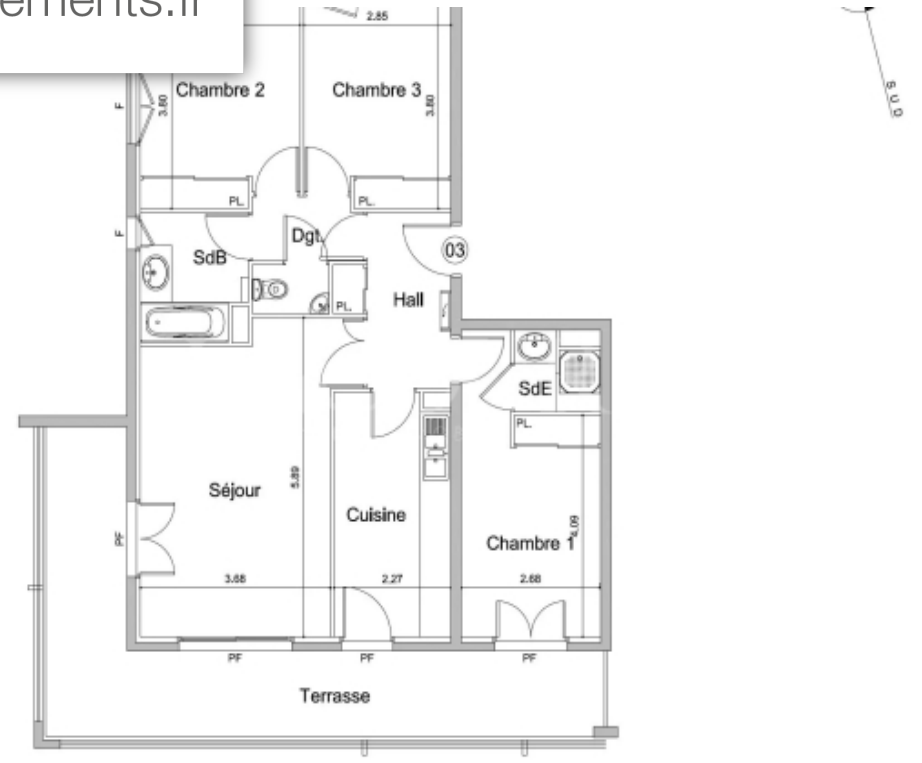 ements.fr
2.85
Chambre 2
Chambre 3
F
3.60
3.80
SUD
PL.
PL.
F
SdB
Dgt.
03
PL.
Hall
SdE
PL.
Séjour
5.89
Cuisine
4.09
Chambre 1
PF
3.68
2.27
2.68
PF
PF
PF
Terrasse